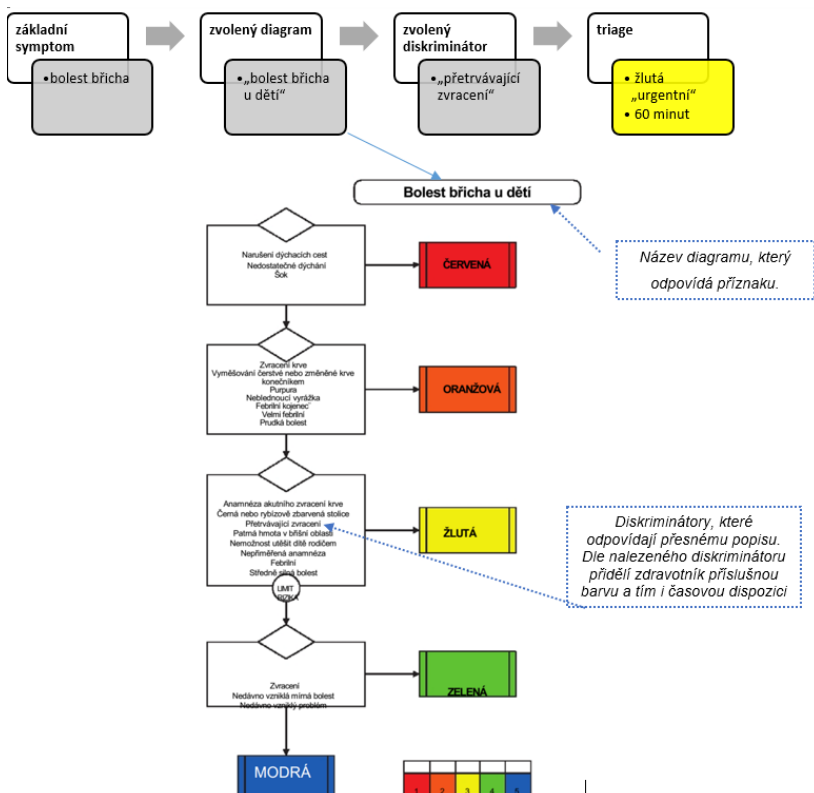 základní
symptom
• bolest břicha
zvolený diagram
• „bolest břicha
u dětí“
zvolený
diskriminátor
• „přetrvávající
zvracení“
triage
• žlutá
„urgentní“
• 60 minut
Bolest břicha u dětí
Název diagramu, který
odpovídá příznaku.
Narušení dýchacích cest
Nedostatečné dýchání
Šok
ČERVENÁ
Zvracení krve
Vyměšování čerstvé nebo změněné krve
konečníkem
Purpura
Neblednoucí vyrážka
Febrilní kojenec
Velmi febrilní
Prudká bolest
ORANŽOVÁ
Anamnéza akutního zvracení krve
Černá nebo rybízově zbarvená stolice
Přetrvávající zvracení
Patrná hmota v břišní oblasti
Nemožnost utěšit dítě rodičem
Nepřiměřená anamnéza
Febrilní
Středně silná bolest
ŽLUTÁ
LIMIT
RIZIKA
Diskriminátory, které
odpovídají přesnému popisu.
Dle nalezeného diskriminátoru
přidělí zdravotník příslušnou
barvu a tím i časovou dispozici
Zvracení
Nedávno vzniklá mírná bolest
Nedávno vzniklý problém
ZELENÁ
MODRÁ
1 2 3 4 5